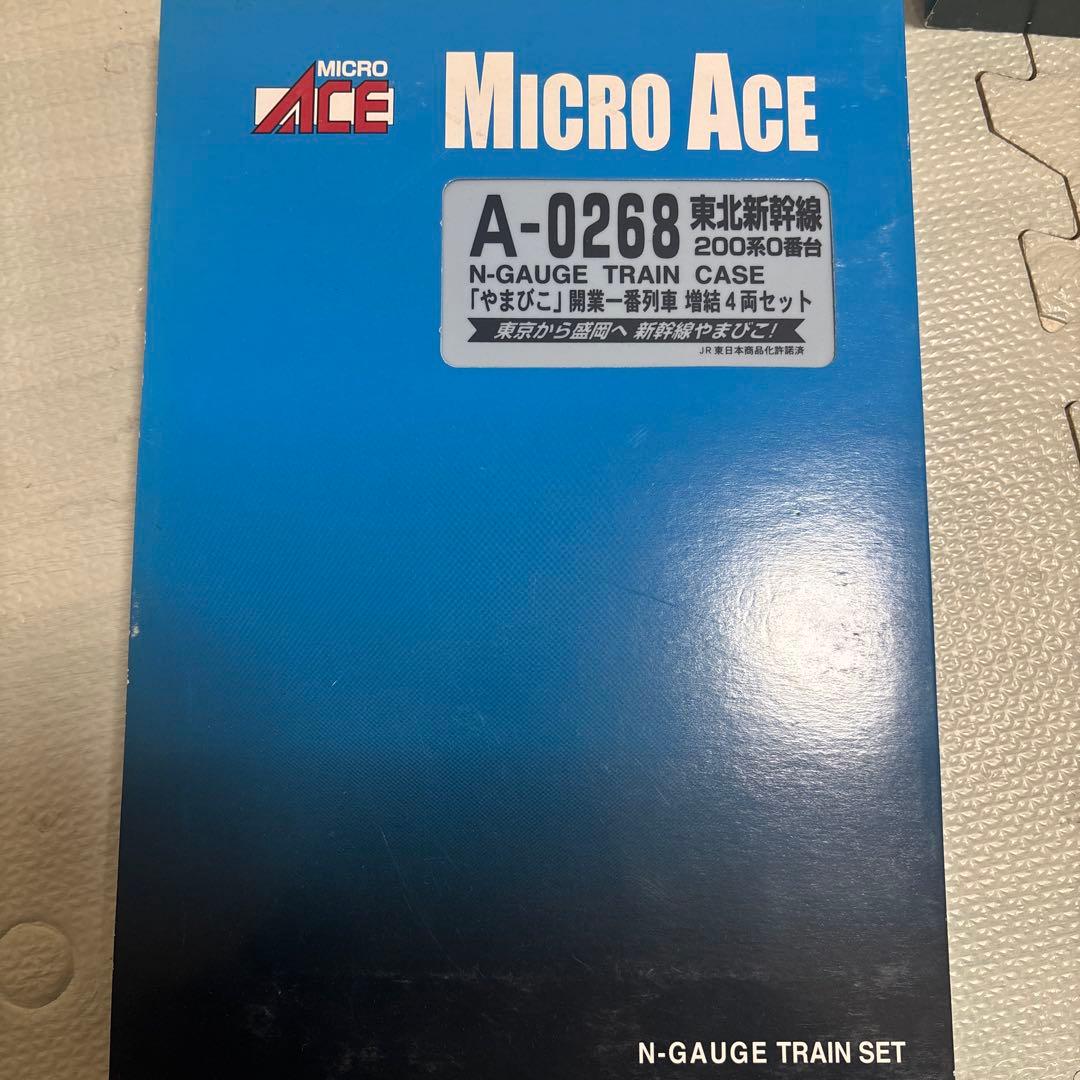 MICRO
ACE
MICRO ACE
A-0268 東北新幹線
200系0番台
N-GAUGE TRAIN CASE
「やまびこ」開業一番列車 増結4両セット
東京から盛岡へ 新幹線やまびこ!
JR東日本商品化許諾済
N-GAUGE TRAIN SET